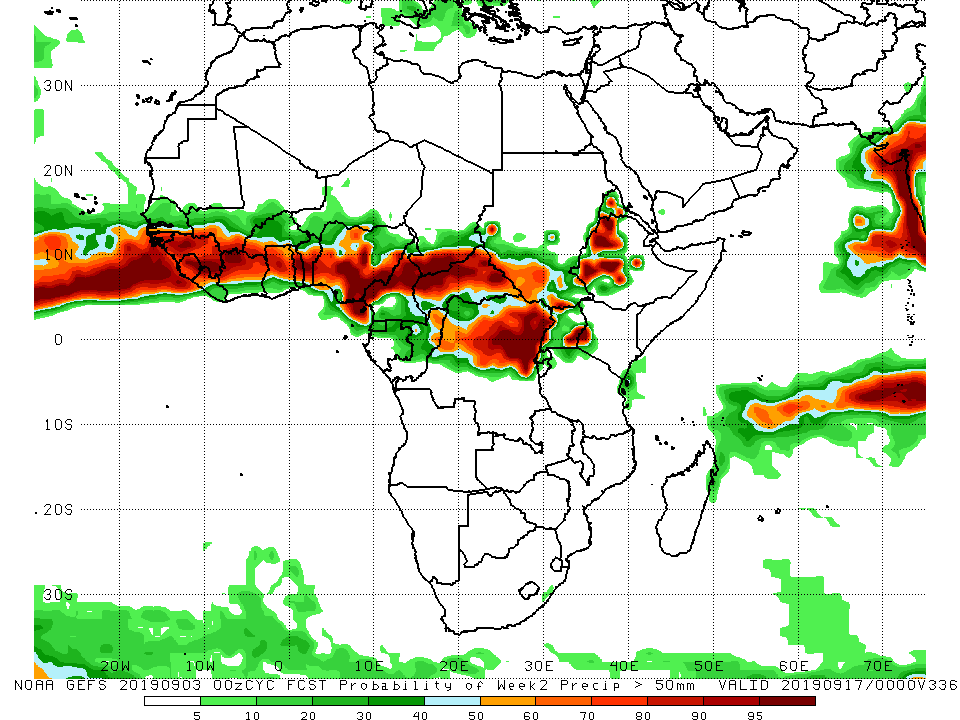 30N
20N
10N
0
10S
20S
30S
20W 10W 0 10E 20E 30E 40E 50E 60E 70E
NOAA GEFS 20190903 00zCYC FCST Probability of Week2 Precip > 50mm VALID 20190917/0000V336
5 10 20 30 40 50 60 70 80 90 95